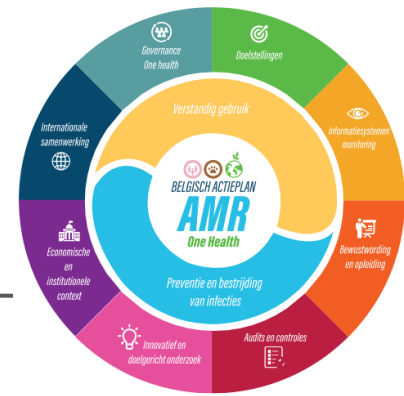 Governance
One health
Doelstellingen
Informatiesystemen
monitoring
Bewustwording
en opleiding
Audits en controles
Innovatief en
doelgericht onderzoek
Economische
en
institutionele
context
Internationale
samenwerking
Verstandig gebruik
BELGISCH ACTIEPLAN
AMR
One Health
Preventie en bestrijding
van infecties